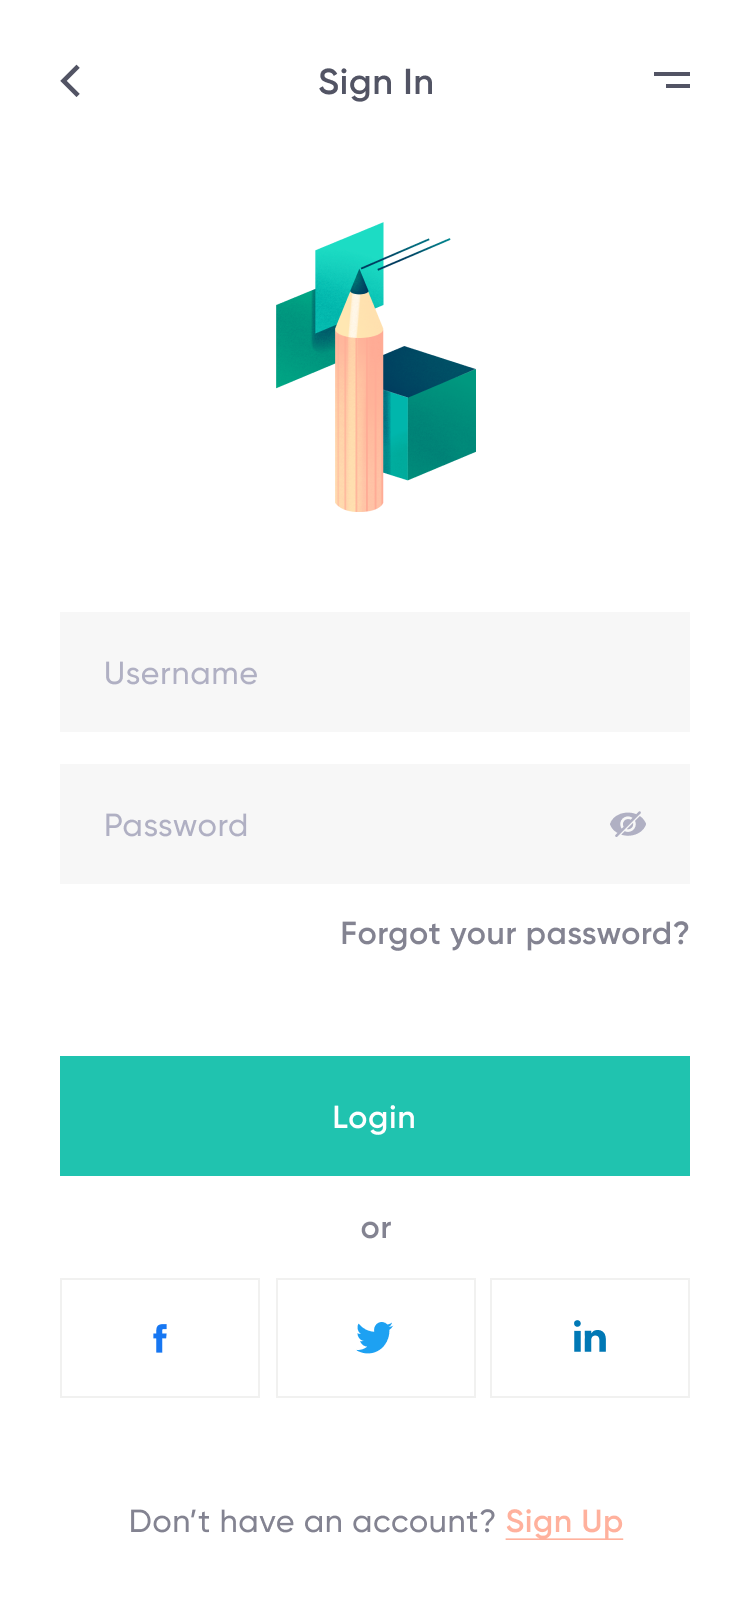 Sign In
Username
Password
Forgot your password?
Login
or
f
in
Don’t have an account? Sign Up